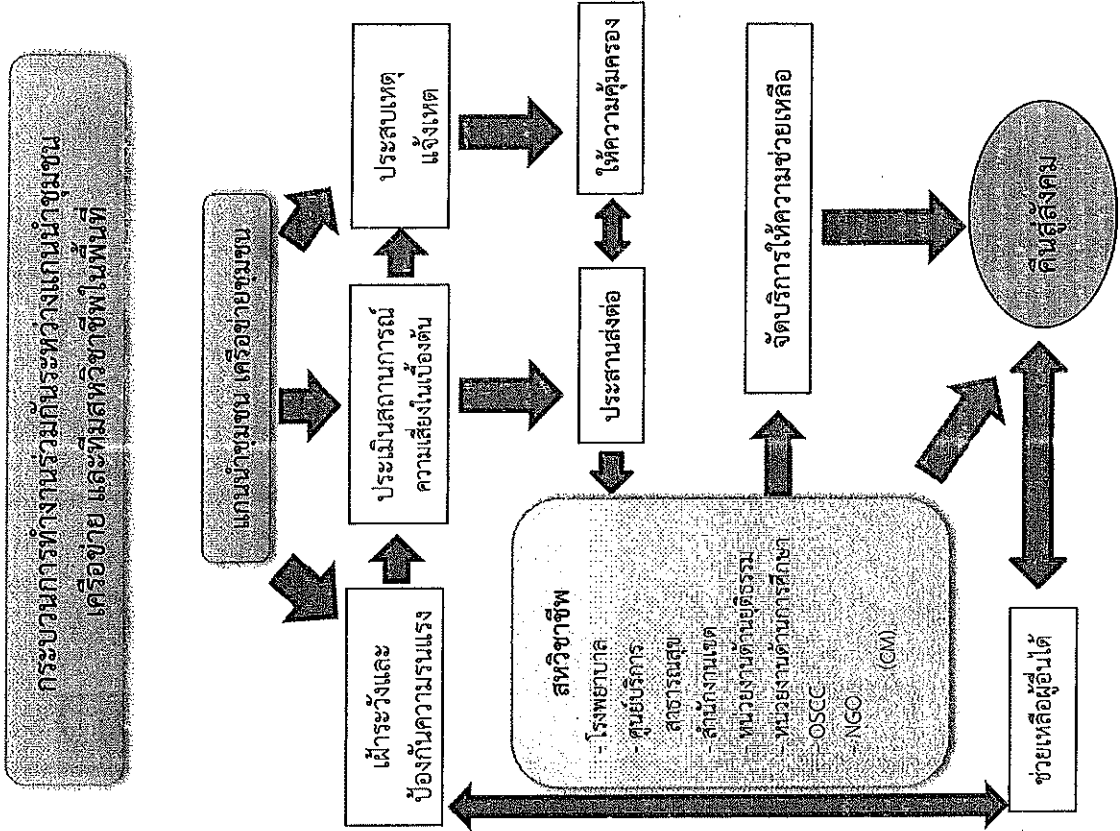 กระบวนการทำงานร่วมกันระหว่างแกนนำชุมชน
เครือข่าย และทีมสหวิชาชีพในพื้นที่
แกนนำชุมชน เครือข่ายชุมชน
เฝ้าระวังและ
ป้องกันความรุนแรง
ประเมินสถานการณ์
ความเสี่ยงในเบื้องต้น
ประสบเหตุ
แจ้งเหตุ
สหวิชาชีพ
- โรงพยาบาล
- ศูนย์บริการ
สาธารณสุข
- สำนักงานเขต
- หน่วยงานด้านยุติธรรม
- หน่วยงานด้านการศึกษา
- OSCC
- NGO
(CM)
ประสานส่งต่อ
ให้ความคุ้มครอง
จัดบริการให้ความช่วยเหลือ
ช่วยเหลือผู้อื่นได้
คืนสู่สังคม